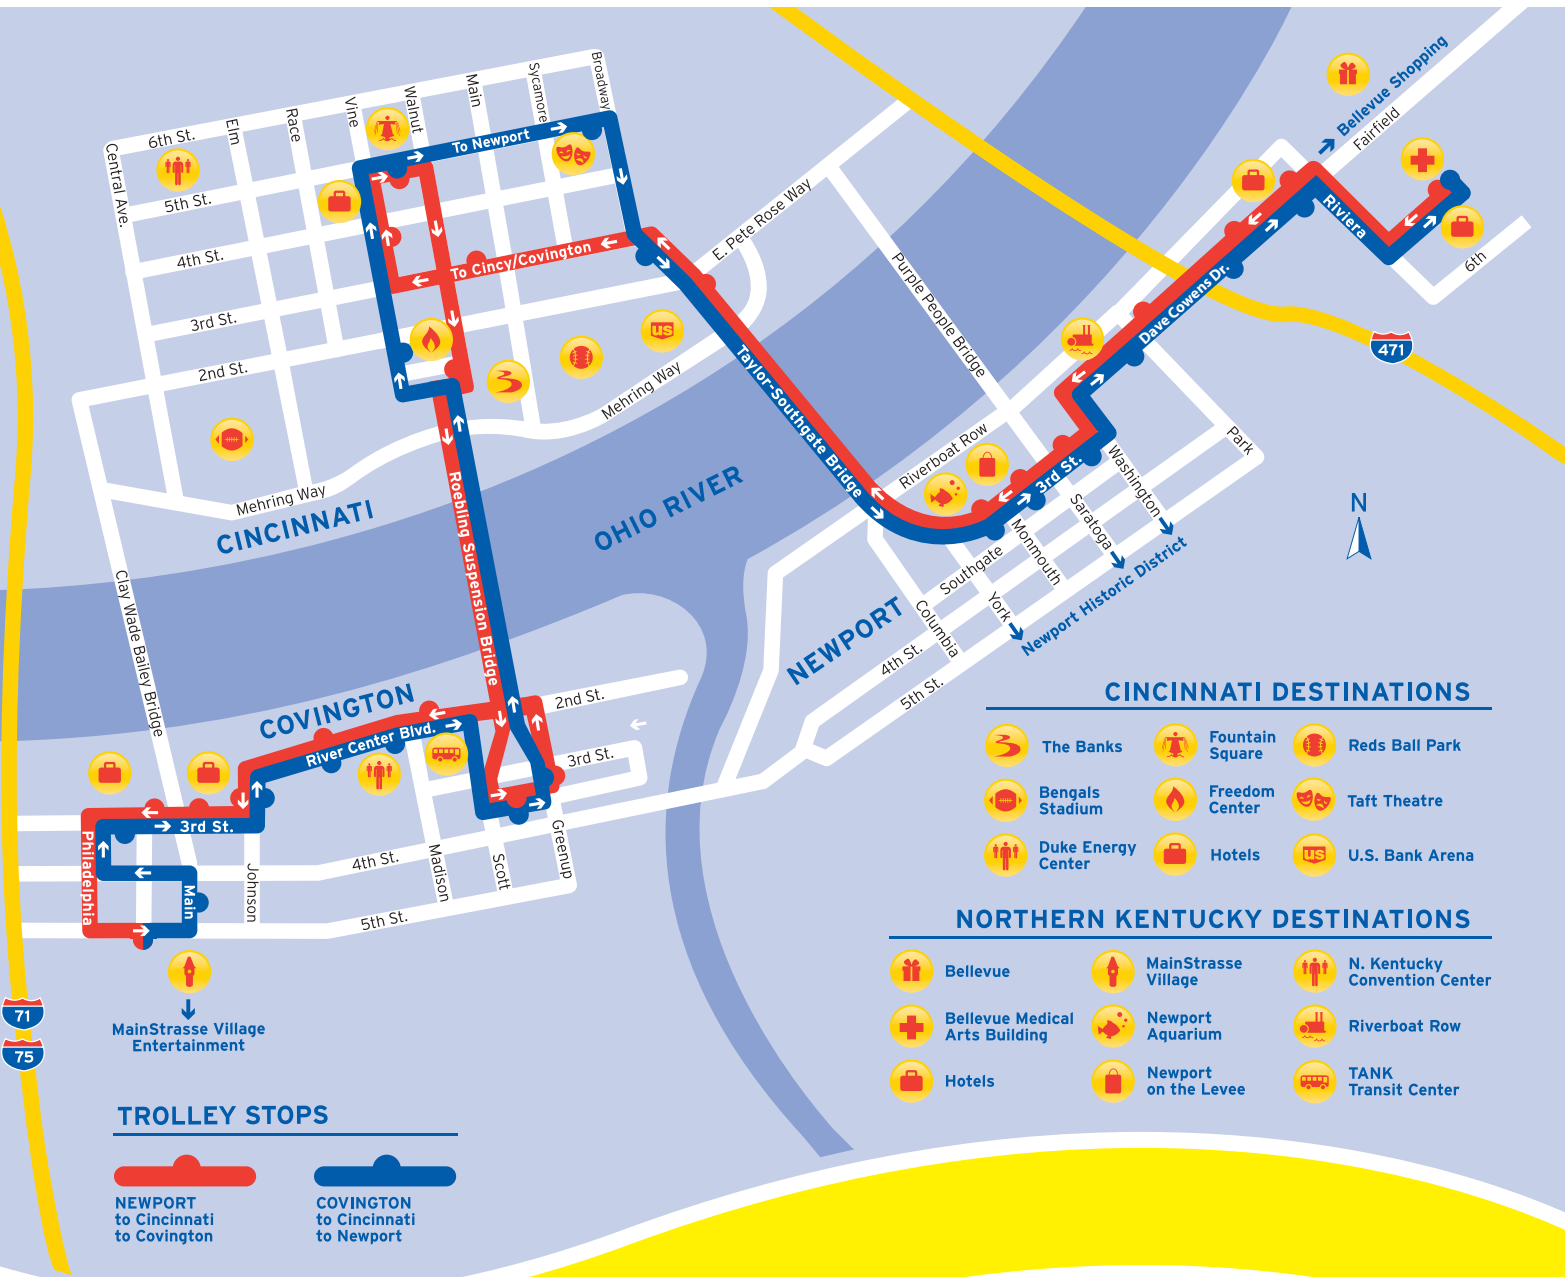 Bellevue Shopping
Fairfield
Broadway
Sycamore
Main
Walnut
Vine
Race
Elm
6th St.
Central Ave.
To Newport
5th St.
4th St.
To Cincy/Covington
3rd St.
2nd St.
E. Pete Rose Way
Purple People Bridge
Riviera
6th
Dave Cowens Dr.
471
us
Mehring Way
Taylor-Southgate Bridge
Mehring Way
Riverboat Row
3rd St.
Park
Washington
Saratoga
Monmouth
Southgate
York
Columbia
4th St.
5th St.
Newport Historic District
N
CINCINNATI
OHIO RIVER
NEWPORT
COVINGTON
Roebling Suspension Bridge
Clay Wade Bailey Bridge
River Center Blvd.
2nd St.
3rd St.
3rd St.
Philadelphia
Main
Johnson
4th St.
Madison
Scott
Greenup
5th St.
71
75
MainStrasse Village
Entertainment
CINCINNATI DESTINATIONS
The Banks
Fountain
Square
Reds Ball Park
Bengals
Stadium
Freedom
Center
Taft Theatre
Duke Energy
Center
Hotels
us
U.S. Bank Arena
NORTHERN KENTUCKY DESTINATIONS
Bellevue
MainStrasse
Village
N. Kentucky
Convention Center
Bellevue Medical
Arts Building
Newport
Aquarium
Riverboat Row
Hotels
Newport
on the Levee
TANK
Transit Center
TROLLEY STOPS
NEWPORT
to Cincinnati
to Covington
COVINGTON
to Cincinnati
to Newport